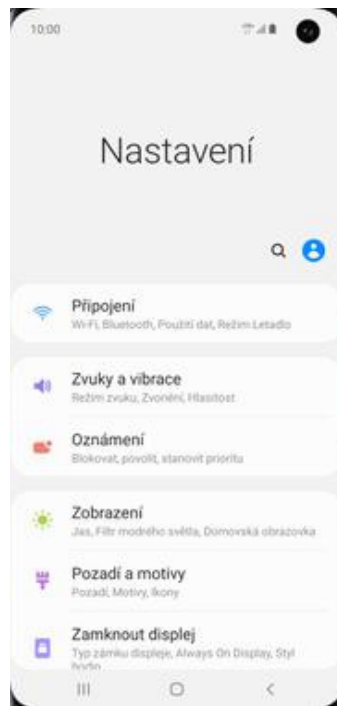 10:00
Nastavení
Připojení
Wi-Fi, Bluetooth, Použití dat, Režim Letadlo
Zvuky a vibrace
Režim zvuku, Zvonění, Hlasitost
Oznámení
Blokovat, povolit, stanovit prioritu
Zobrazení
Jas, Filtr modrého světla, Domovská obrazovka
Pozadí a motivy
Pozadí, Motivy, Ikony
Zamknout displej
Typ zámku displeje, Always On Display, Styl
hodin